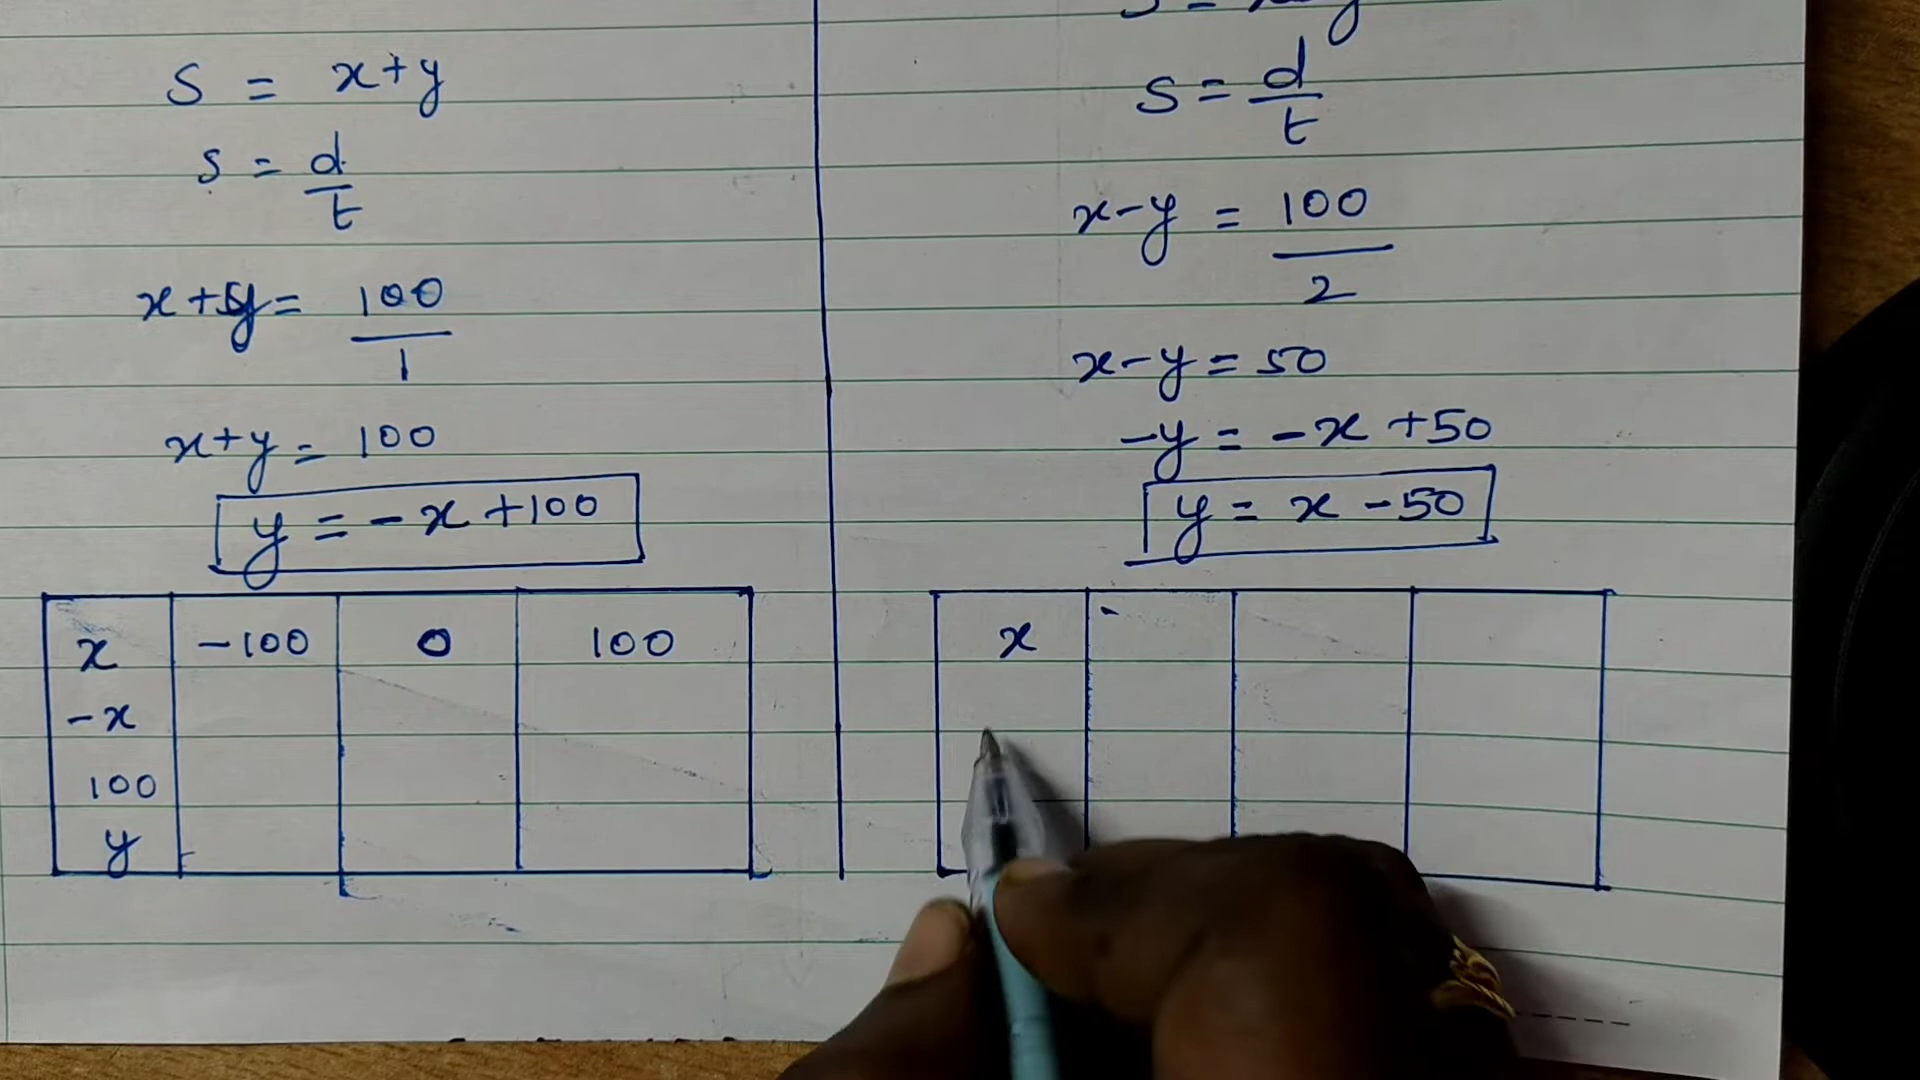 S = x+y
s = d/t
x+y = 100/1
x+y = 100
y = -x+100
x -100 0 100
-x
100
y
s = d/t
x-y = 100/2
x-y = 50
-y = -x+50
y = x-50
x